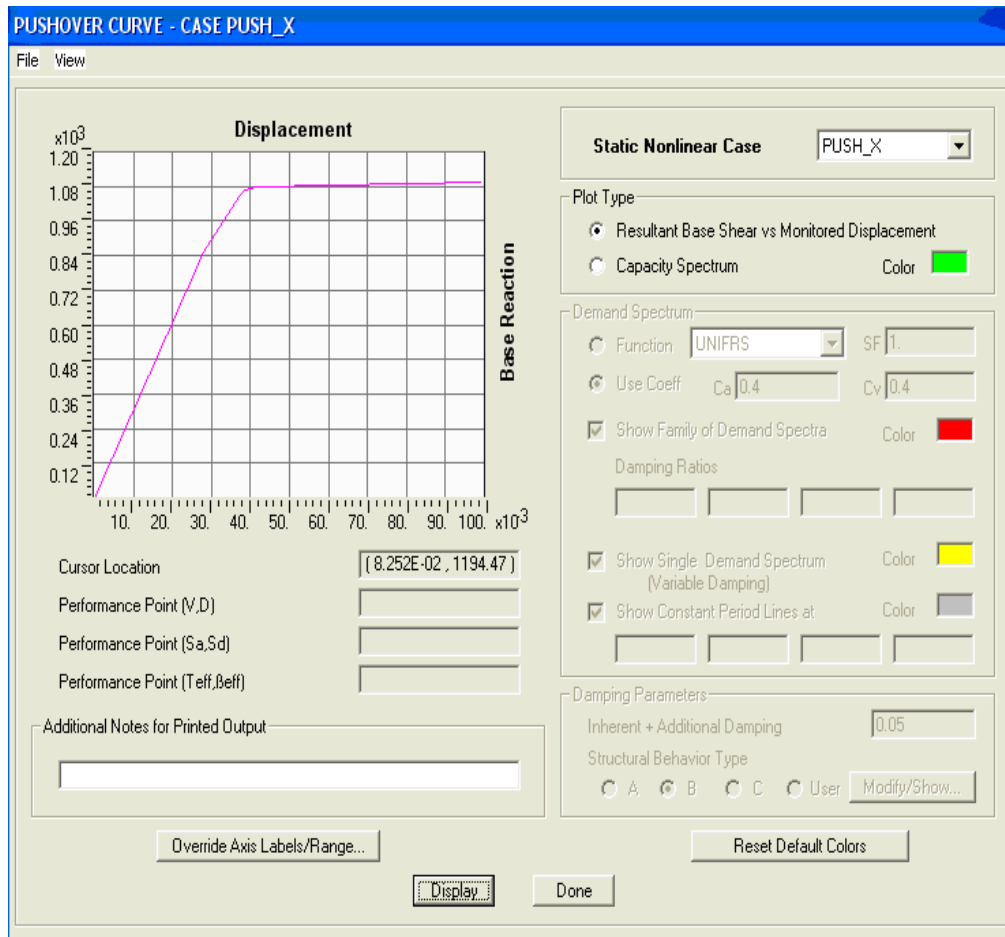 PUSHOVER CURVE - CASE PUSH_X
File View
Displacement
x10³
1.20
1.08
0.96
0.84
0.72
0.60
0.48
0.36
0.24
0.12
Base Reaction
10. 20. 30. 40. 50. 60. 70. 80. 90. 100. x10⁻³
Cursor Location ( 8.252E-02 , 1194.47 )
Performance Point (V,D)
Performance Point (Sa,Sd)
Performance Point (Teff,βeff)
Additional Notes for Printed Output
Override Axis Labels/Range...
Static Nonlinear Case PUSH_X
Plot Type
Resultant Base Shear vs Monitored Displacement
Capacity Spectrum Color
Demand Spectrum
Function UNIFRS SF 1.
Use Coeff Ca 0.4 Cv 0.4
Show Family of Demand Spectra Color
Damping Ratios
Show Single Demand Spectrum Color
(Variable Damping)
Show Constant Period Lines at Color
Damping Parameters
Inherent + Additional Damping 0.05
Structural Behavior Type
A B C User Modify/Show...
Reset Default Colors
Display Done